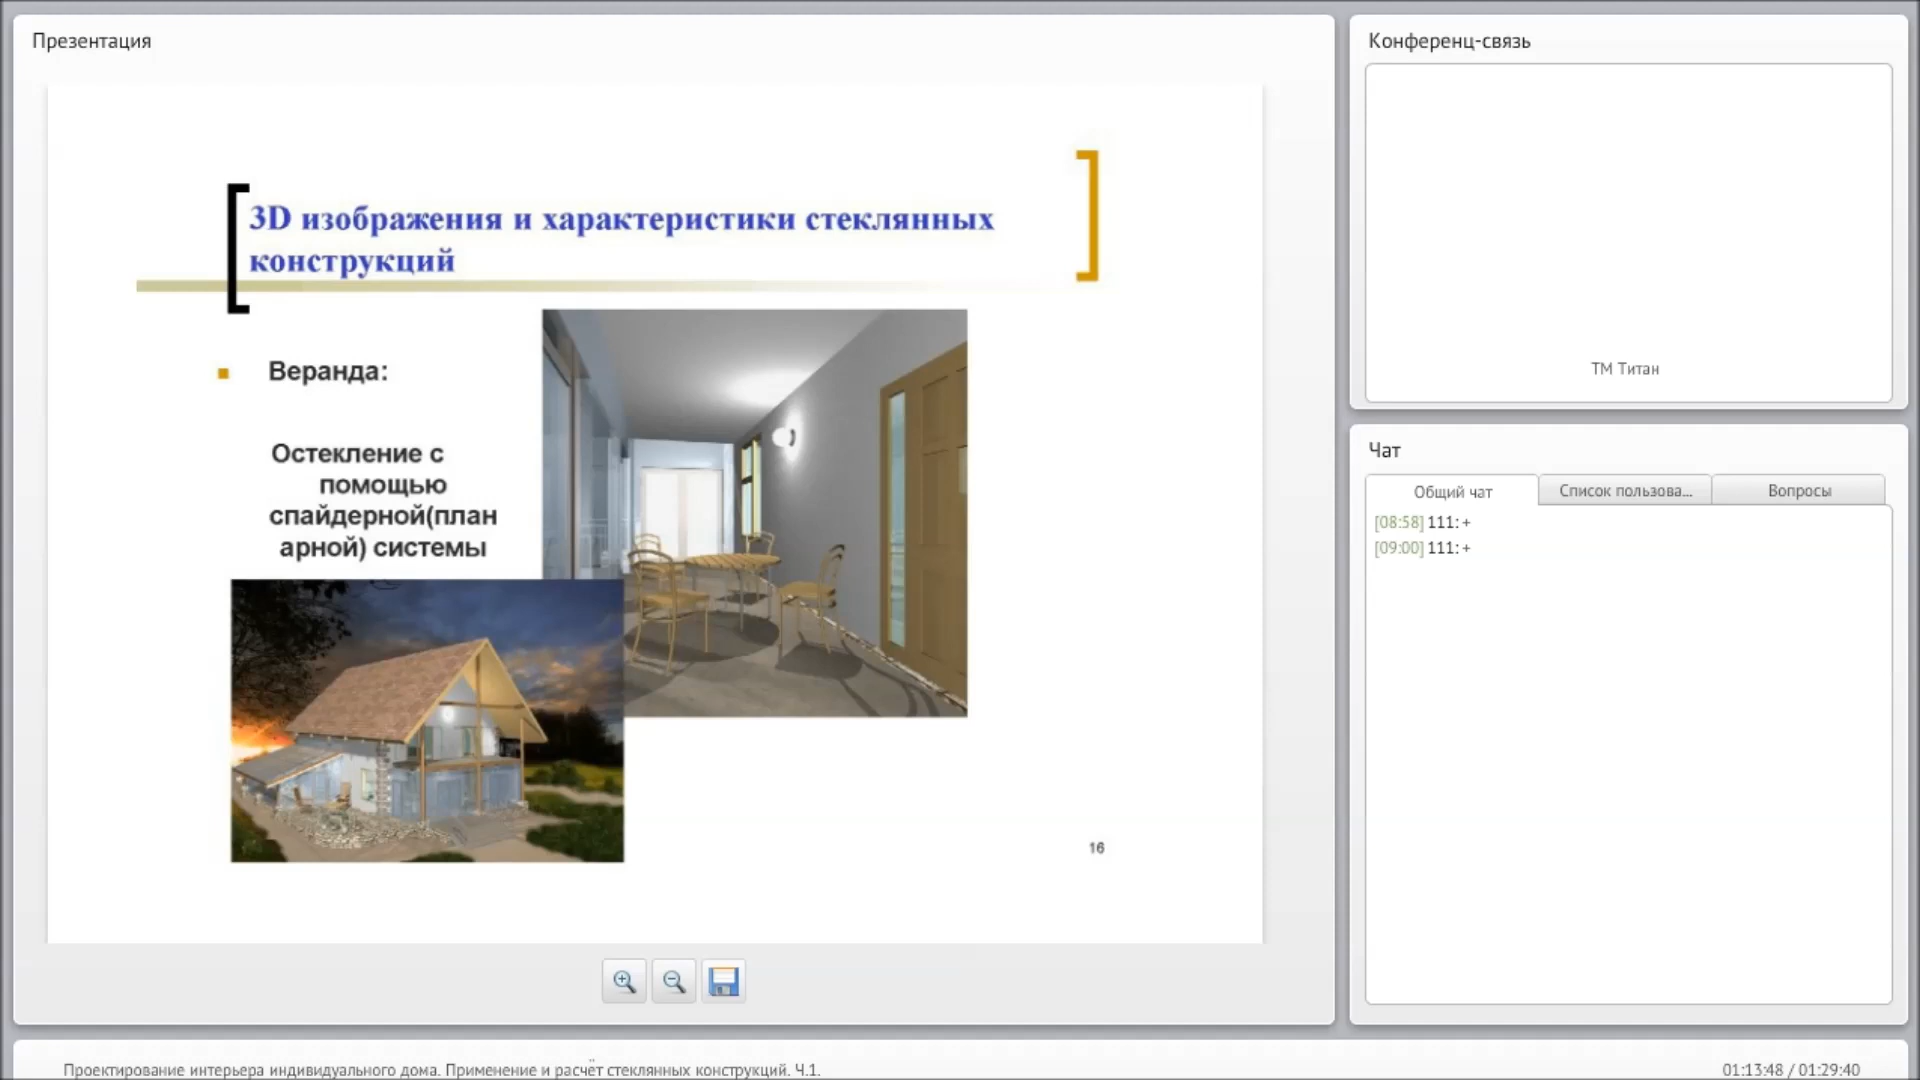 Презентация
3D изображения и характеристики стеклянных
конструкций
Веранда:
Остекление с
помощью
спайдерной(план
арной) системы
16
Конференц-связь
ТМ Титан
Чат
Общий чат
Список пользова...
Вопросы
[08:58] 111: +
[09:00] 111: +
Проектирование интерьера индивидуального дома. Применение и расчёт стеклянных конструкций. Ч.1.
01:13:48 / 01:29:40